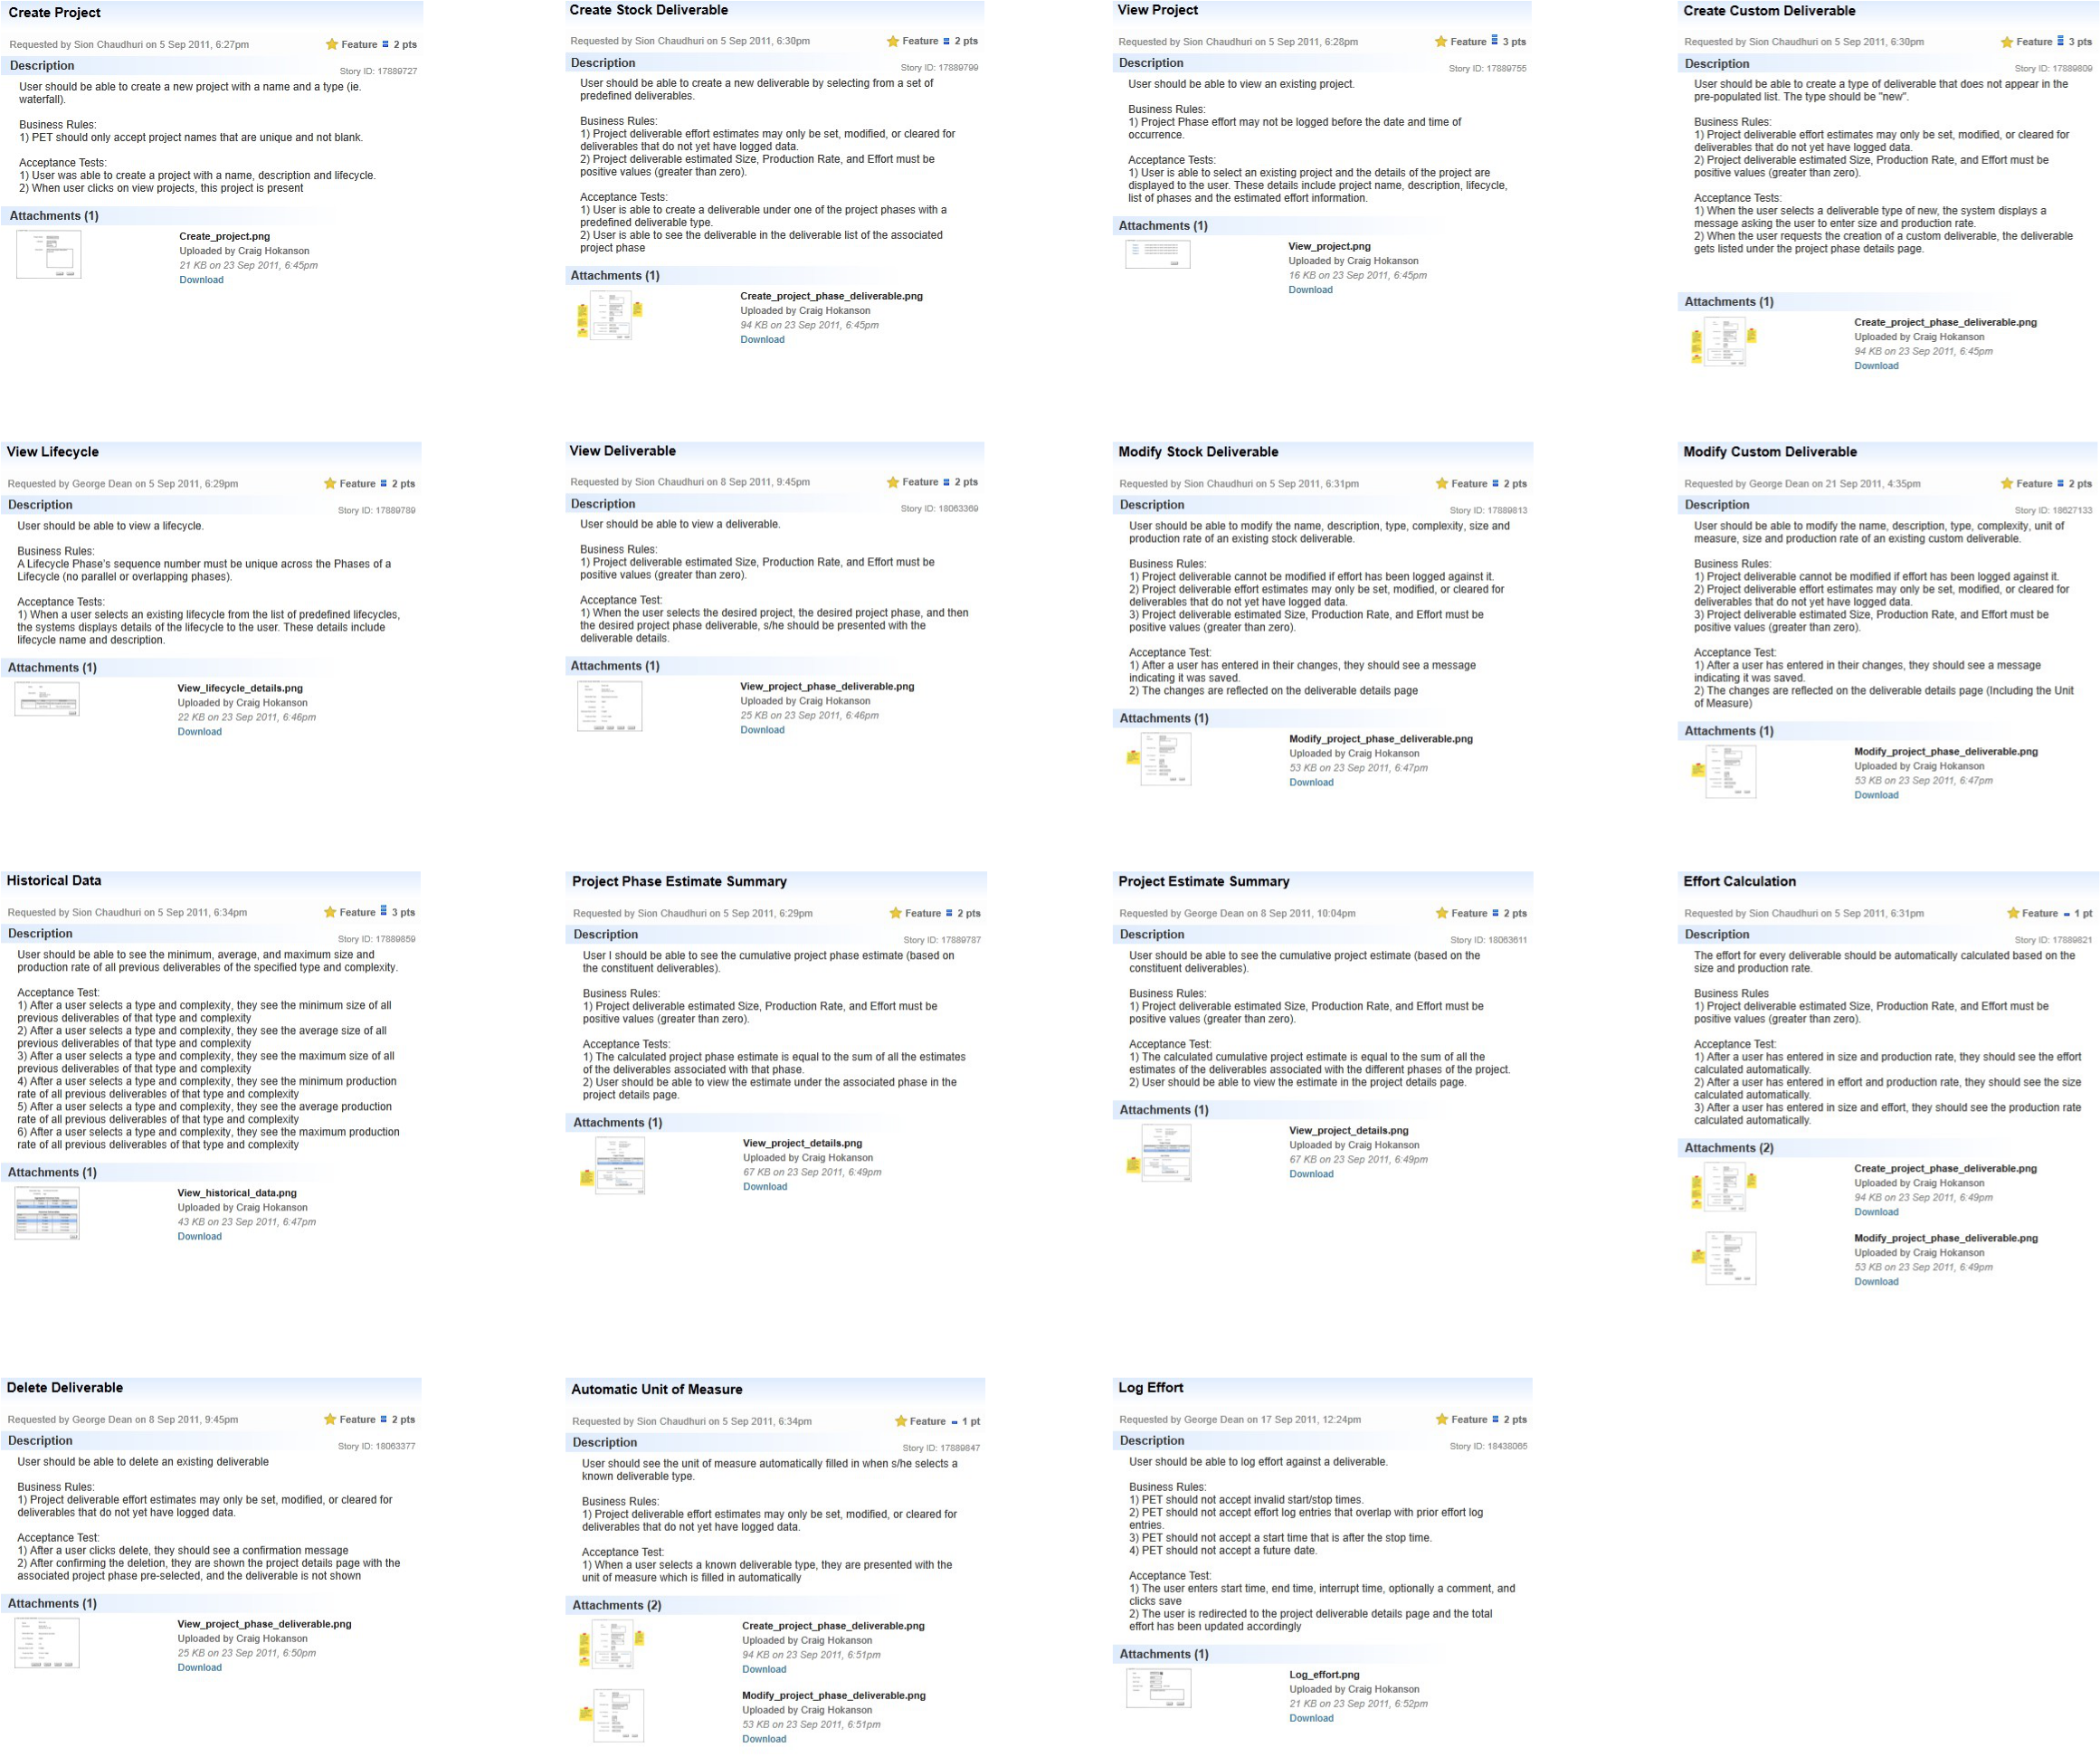 Create Project
Requested by Sion Chaudhuri on 5 Sep 2011, 6:27pm
Feature 2 pts
Description
Story ID: 17889727
User should be able to create a new project with a name and a type (ie.
waterfall).
Business Rules:
1) PET should only accept project names that are unique and not blank.
Acceptance Tests:
1) User was able to create a project with a name, description and lifecycle.
2) When user clicks on view projects, this project is present
Attachments (1)
Create_project.png
Uploaded by Craig Hokanson
21 KB on 23 Sep 2011, 6:45pm
Download
Create Stock Deliverable
Requested by Sion Chaudhuri on 5 Sep 2011, 6:30pm
Feature 2 pts
Description
Story ID: 17889799
User should be able to create a new deliverable by selecting from a set of
predefined deliverables.
Business Rules:
1) Project deliverable effort estimates may only be set, modified, or cleared for
deliverables that do not yet have logged data.
2) Project deliverable estimated Size, Production Rate, and Effort must be
positive values (greater than zero).
Acceptance Tests:
1) User is able to create a deliverable under one of the project phases with a
predefined deliverable type.
2) User is able to see the deliverable in the deliverable list of the associated
project phase
Attachments (1)
Create_project_phase_deliverable.png
Uploaded by Craig Hokanson
94 KB on 23 Sep 2011, 6:45pm
Download
View Project
Requested by Sion Chaudhuri on 5 Sep 2011, 6:28pm
Feature 3 pts
Description
Story ID: 17889755
User should be able to view an existing project.
Business Rules:
1) Project Phase effort may not be logged before the date and time of
occurrence.
Acceptance Tests:
1) User is able to select an existing project and the details of the project are
displayed to the user. These details include project name, description, lifecycle,
list of phases and the estimated effort information.
Attachments (1)
View_project.png
Uploaded by Craig Hokanson
16 KB on 23 Sep 2011, 6:45pm
Download
Create Custom Deliverable
Requested by Sion Chaudhuri on 5 Sep 2011, 6:30pm
Feature 3 pts
Description
Story ID: 17889809
User should be able to create a type of deliverable that does not appear in the
pre-populated list. The type should be "new".
Business Rules:
1) Project deliverable effort estimates may only be set, modified, or cleared for
deliverables that do not yet have logged data.
2) Project deliverable estimated Size, Production Rate, and Effort must be
positive values (greater than zero).
Acceptance Tests:
1) When the user selects a deliverable type of new, the system displays a
message asking the user to enter size and production rate.
2) When the user requests the creation of a custom deliverable, the deliverable
gets listed under the project phase details page.
Attachments (1)
Create_project_phase_deliverable.png
Uploaded by Craig Hokanson
94 KB on 23 Sep 2011, 6:45pm
Download
View Lifecycle
Requested by George Dean on 5 Sep 2011, 6:29pm
Feature 2 pts
Description
Story ID: 17889789
User should be able to view a lifecycle.
Business Rules:
A Lifecycle Phase's sequence number must be unique across the Phases of a
Lifecycle (no parallel or overlapping phases).
Acceptance Tests:
1) When a user selects an existing lifecycle from the list of predefined lifecycles,
the systems displays details of the lifecycle to the user. These details include
lifecycle name and description.
Attachments (1)
View_lifecycle_details.png
Uploaded by Craig Hokanson
22 KB on 23 Sep 2011, 6:46pm
Download
View Deliverable
Requested by Sion Chaudhuri on 8 Sep 2011, 9:45pm
Feature 2 pts
Description
Story ID: 18063369
User should be able to view a deliverable.
Business Rules:
1) Project deliverable estimated Size, Production Rate, and Effort must be
positive values (greater than zero).
Acceptance Test:
1) When the user selects the desired project, the desired project phase, and then
the desired project phase deliverable, s/he should be presented with the
deliverable details.
Attachments (1)
View_project_phase_deliverable.png
Uploaded by Craig Hokanson
25 KB on 23 Sep 2011, 6:46pm
Download
Modify Stock Deliverable
Requested by Sion Chaudhuri on 5 Sep 2011, 6:31pm
Feature 2 pts
Description
Story ID: 17889813
User should be able to modify the name, description, type, complexity, size and
production rate of an existing stock deliverable.
Business Rules:
1) Project deliverable cannot be modified if effort has been logged against it.
2) Project deliverable effort estimates may only be set, modified, or cleared for
deliverables that do not yet have logged data.
3) Project deliverable estimated Size, Production Rate, and Effort must be
positive values (greater than zero).
Acceptance Test:
1) After a user has entered in their changes, they should see a message
indicating it was saved.
2) The changes are reflected on the deliverable details page
Attachments (1)
Modify_project_phase_deliverable.png
Uploaded by Craig Hokanson
53 KB on 23 Sep 2011, 6:47pm
Download
Modify Custom Deliverable
Requested by George Dean on 21 Sep 2011, 4:35pm
Feature 2 pts
Description
Story ID: 18627133
User should be able to modify the name, description, type, complexity, unit of
measure, size and production rate of an existing custom deliverable.
Business Rules:
1) Project deliverable cannot be modified if effort has been logged against it.
2) Project deliverable effort estimates may only be set, modified, or cleared for
deliverables that do not yet have logged data.
3) Project deliverable estimated Size, Production Rate, and Effort must be
positive values (greater than zero).
Acceptance Test:
1) After a user has entered in their changes, they should see a message
indicating it was saved.
2) The changes are reflected on the deliverable details page (Including the Unit
of Measure)
Attachments (1)
Modify_project_phase_deliverable.png
Uploaded by Craig Hokanson
53 KB on 23 Sep 2011, 6:47pm
Download
Historical Data
Requested by Sion Chaudhuri on 5 Sep 2011, 6:34pm
Feature 3 pts
Description
Story ID: 17889859
User should be able to see the minimum, average, and maximum size and
production rate of all previous deliverables of the specified type and complexity.
Acceptance Test:
1) After a user selects a type and complexity, they see the minimum size of all
previous deliverables of that type and complexity
2) After a user selects a type and complexity, they see the average size of all
previous deliverables of that type and complexity
3) After a user selects a type and complexity, they see the maximum size of all
previous deliverables of that type and complexity
4) After a user selects a type and complexity, they see the minimum production
rate of all previous deliverables of that type and complexity
5) After a user selects a type and complexity, they see the average production
rate of all previous deliverables of that type and complexity
6) After a user selects a type and complexity, they see the maximum production
rate of all previous deliverables of that type and complexity
Attachments (1)
View_historical_data.png
Uploaded by Craig Hokanson
43 KB on 23 Sep 2011, 6:47pm
Download
Project Phase Estimate Summary
Requested by Sion Chaudhuri on 5 Sep 2011, 6:29pm
Feature 2 pts
Description
Story ID: 17889787
User I should be able to see the cumulative project phase estimate (based on
the constituent deliverables).
Business Rules:
1) Project deliverable estimated Size, Production Rate, and Effort must be
positive values (greater than zero).
Acceptance Tests:
1) The calculated project phase estimate is equal to the sum of all the estimates
of the deliverables associated with that phase.
2) User should be able to view the estimate under the associated phase in the
project details page.
Attachments (1)
View_project_details.png
Uploaded by Craig Hokanson
67 KB on 23 Sep 2011, 6:49pm
Download
Project Estimate Summary
Requested by George Dean on 8 Sep 2011, 10:04pm
Feature 2 pts
Description
Story ID: 18063611
User should be able to see the cumulative project estimate (based on the
constituent deliverables).
Business Rules:
1) Project deliverable estimated Size, Production Rate, and Effort must be
positive values (greater than zero).
Acceptance Test:
1) The calculated cumulative project estimate is equal to the sum of all the
estimates of the deliverables associated with the different phases of the project.
2) User should be able to view the estimate in the project details page.
Attachments (1)
View_project_details.png
Uploaded by Craig Hokanson
67 KB on 23 Sep 2011, 6:49pm
Download
Effort Calculation
Requested by Sion Chaudhuri on 5 Sep 2011, 6:31pm
Feature 1 pt
Description
Story ID: 17889821
The effort for every deliverable should be automatically calculated based on the
size and production rate.
Business Rules
1) Project deliverable estimated Size, Production Rate, and Effort must be
positive values (greater than zero).
Acceptance Test:
1) After a user has entered in size and production rate, they should see the effort
calculated automatically.
2) After a user has entered in effort and production rate, they should see the size
calculated automatically.
3) After a user has entered in size and effort, they should see the production rate
calculated automatically.
Attachments (2)
Create_project_phase_deliverable.png
Uploaded by Craig Hokanson
94 KB on 23 Sep 2011, 6:49pm
Download
Modify_project_phase_deliverable.png
Uploaded by Craig Hokanson
53 KB on 23 Sep 2011, 6:49pm
Download
Delete Deliverable
Requested by George Dean on 8 Sep 2011, 9:45pm
Feature 2 pts
Description
Story ID: 18063377
User should be able to delete an existing deliverable
Business Rules:
1) Project deliverable effort estimates may only be set, modified, or cleared for
deliverables that do not yet have logged data.
Acceptance Test:
1) After a user clicks delete, they should see a confirmation message
2) After confirming the deletion, they are shown the project details page with the
associated project phase pre-selected, and the deliverable is not shown
Attachments (1)
View_project_phase_deliverable.png
Uploaded by Craig Hokanson
25 KB on 23 Sep 2011, 6:50pm
Download
Automatic Unit of Measure
Requested by Sion Chaudhuri on 5 Sep 2011, 6:34pm
Feature 1 pt
Description
Story ID: 17889847
User should see the unit of measure automatically filled in when s/he selects a
known deliverable type.
Business Rules:
1) Project deliverable effort estimates may only be set, modified, or cleared for
deliverables that do not yet have logged data.
Acceptance Test:
1) When a user selects a known deliverable type, they are presented with the
unit of measure which is filled in automatically
Attachments (2)
Create_project_phase_deliverable.png
Uploaded by Craig Hokanson
94 KB on 23 Sep 2011, 6:51pm
Download
Modify_project_phase_deliverable.png
Uploaded by Craig Hokanson
53 KB on 23 Sep 2011, 6:51pm
Download
Log Effort
Requested by George Dean on 17 Sep 2011, 12:24pm
Feature 2 pts
Description
Story ID: 18438065
User should be able to log effort against a deliverable.
Business Rules:
1) PET should not accept invalid start/stop times.
2) PET should not accept effort log entries that overlap with prior effort log
entries.
3) PET should not accept a start time that is after the stop time.
4) PET should not accept a future date.
Acceptance Test:
1) The user enters start time, end time, interrupt time, optionally a comment, and
clicks save
2) The user is redirected to the project deliverable details page and the total
effort has been updated accordingly
Attachments (1)
Log_effort.png
Uploaded by Craig Hokanson
21 KB on 23 Sep 2011, 6:52pm
Download